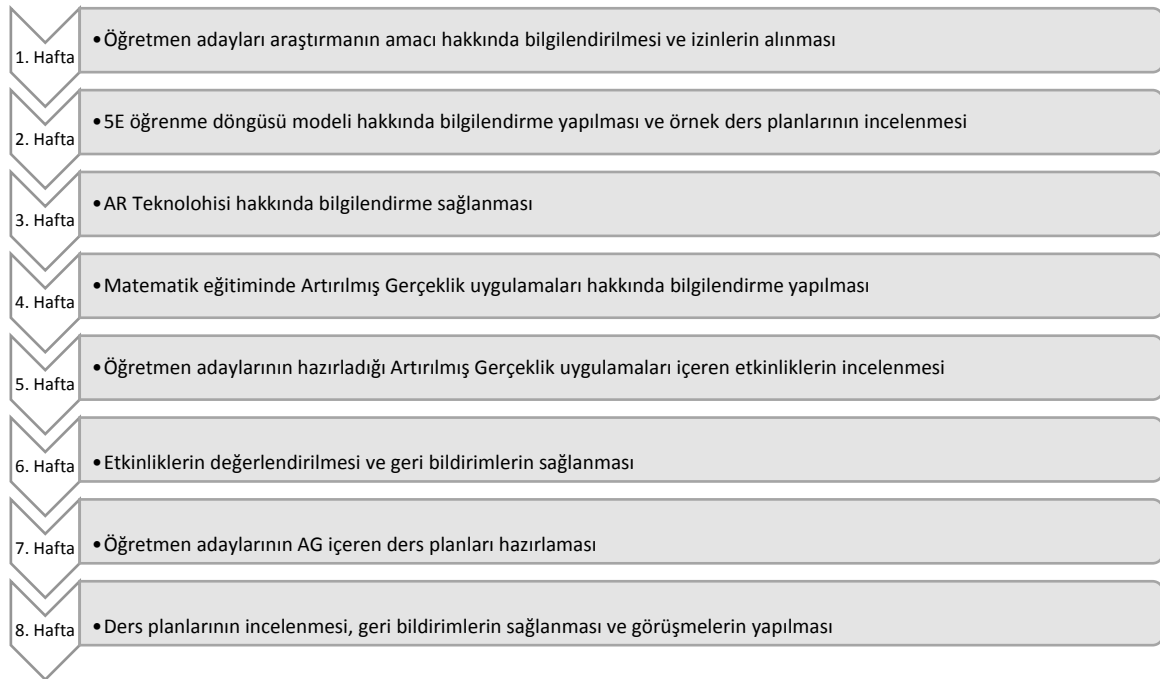 1. Hafta
•Öğretmen adayları araştırmanın amacı hakkında bilgilendirilmesi ve izinlerin alınması
2. Hafta
•5E öğrenme döngüsü modeli hakkında bilgilendirme yapılması ve örnek ders planlarının incelenmesi
3. Hafta
•AR Teknolohisi hakkında bilgilendirme sağlanması
4. Hafta
•Matematik eğitiminde Artırılmış Gerçeklik uygulamaları hakkında bilgilendirme yapılması
5. Hafta
•Öğretmen adaylarının hazırladığı Artırılmış Gerçeklik uygulamaları içeren etkinliklerin incelenmesi
6. Hafta
•Etkinliklerin değerlendirilmesi ve geri bildirimlerin sağlanması
7. Hafta
•Öğretmen adaylarının AG içeren ders planları hazırlaması
8. Hafta
•Ders planlarının incelenmesi, geri bildirimlerin sağlanması ve görüşmelerin yapılması